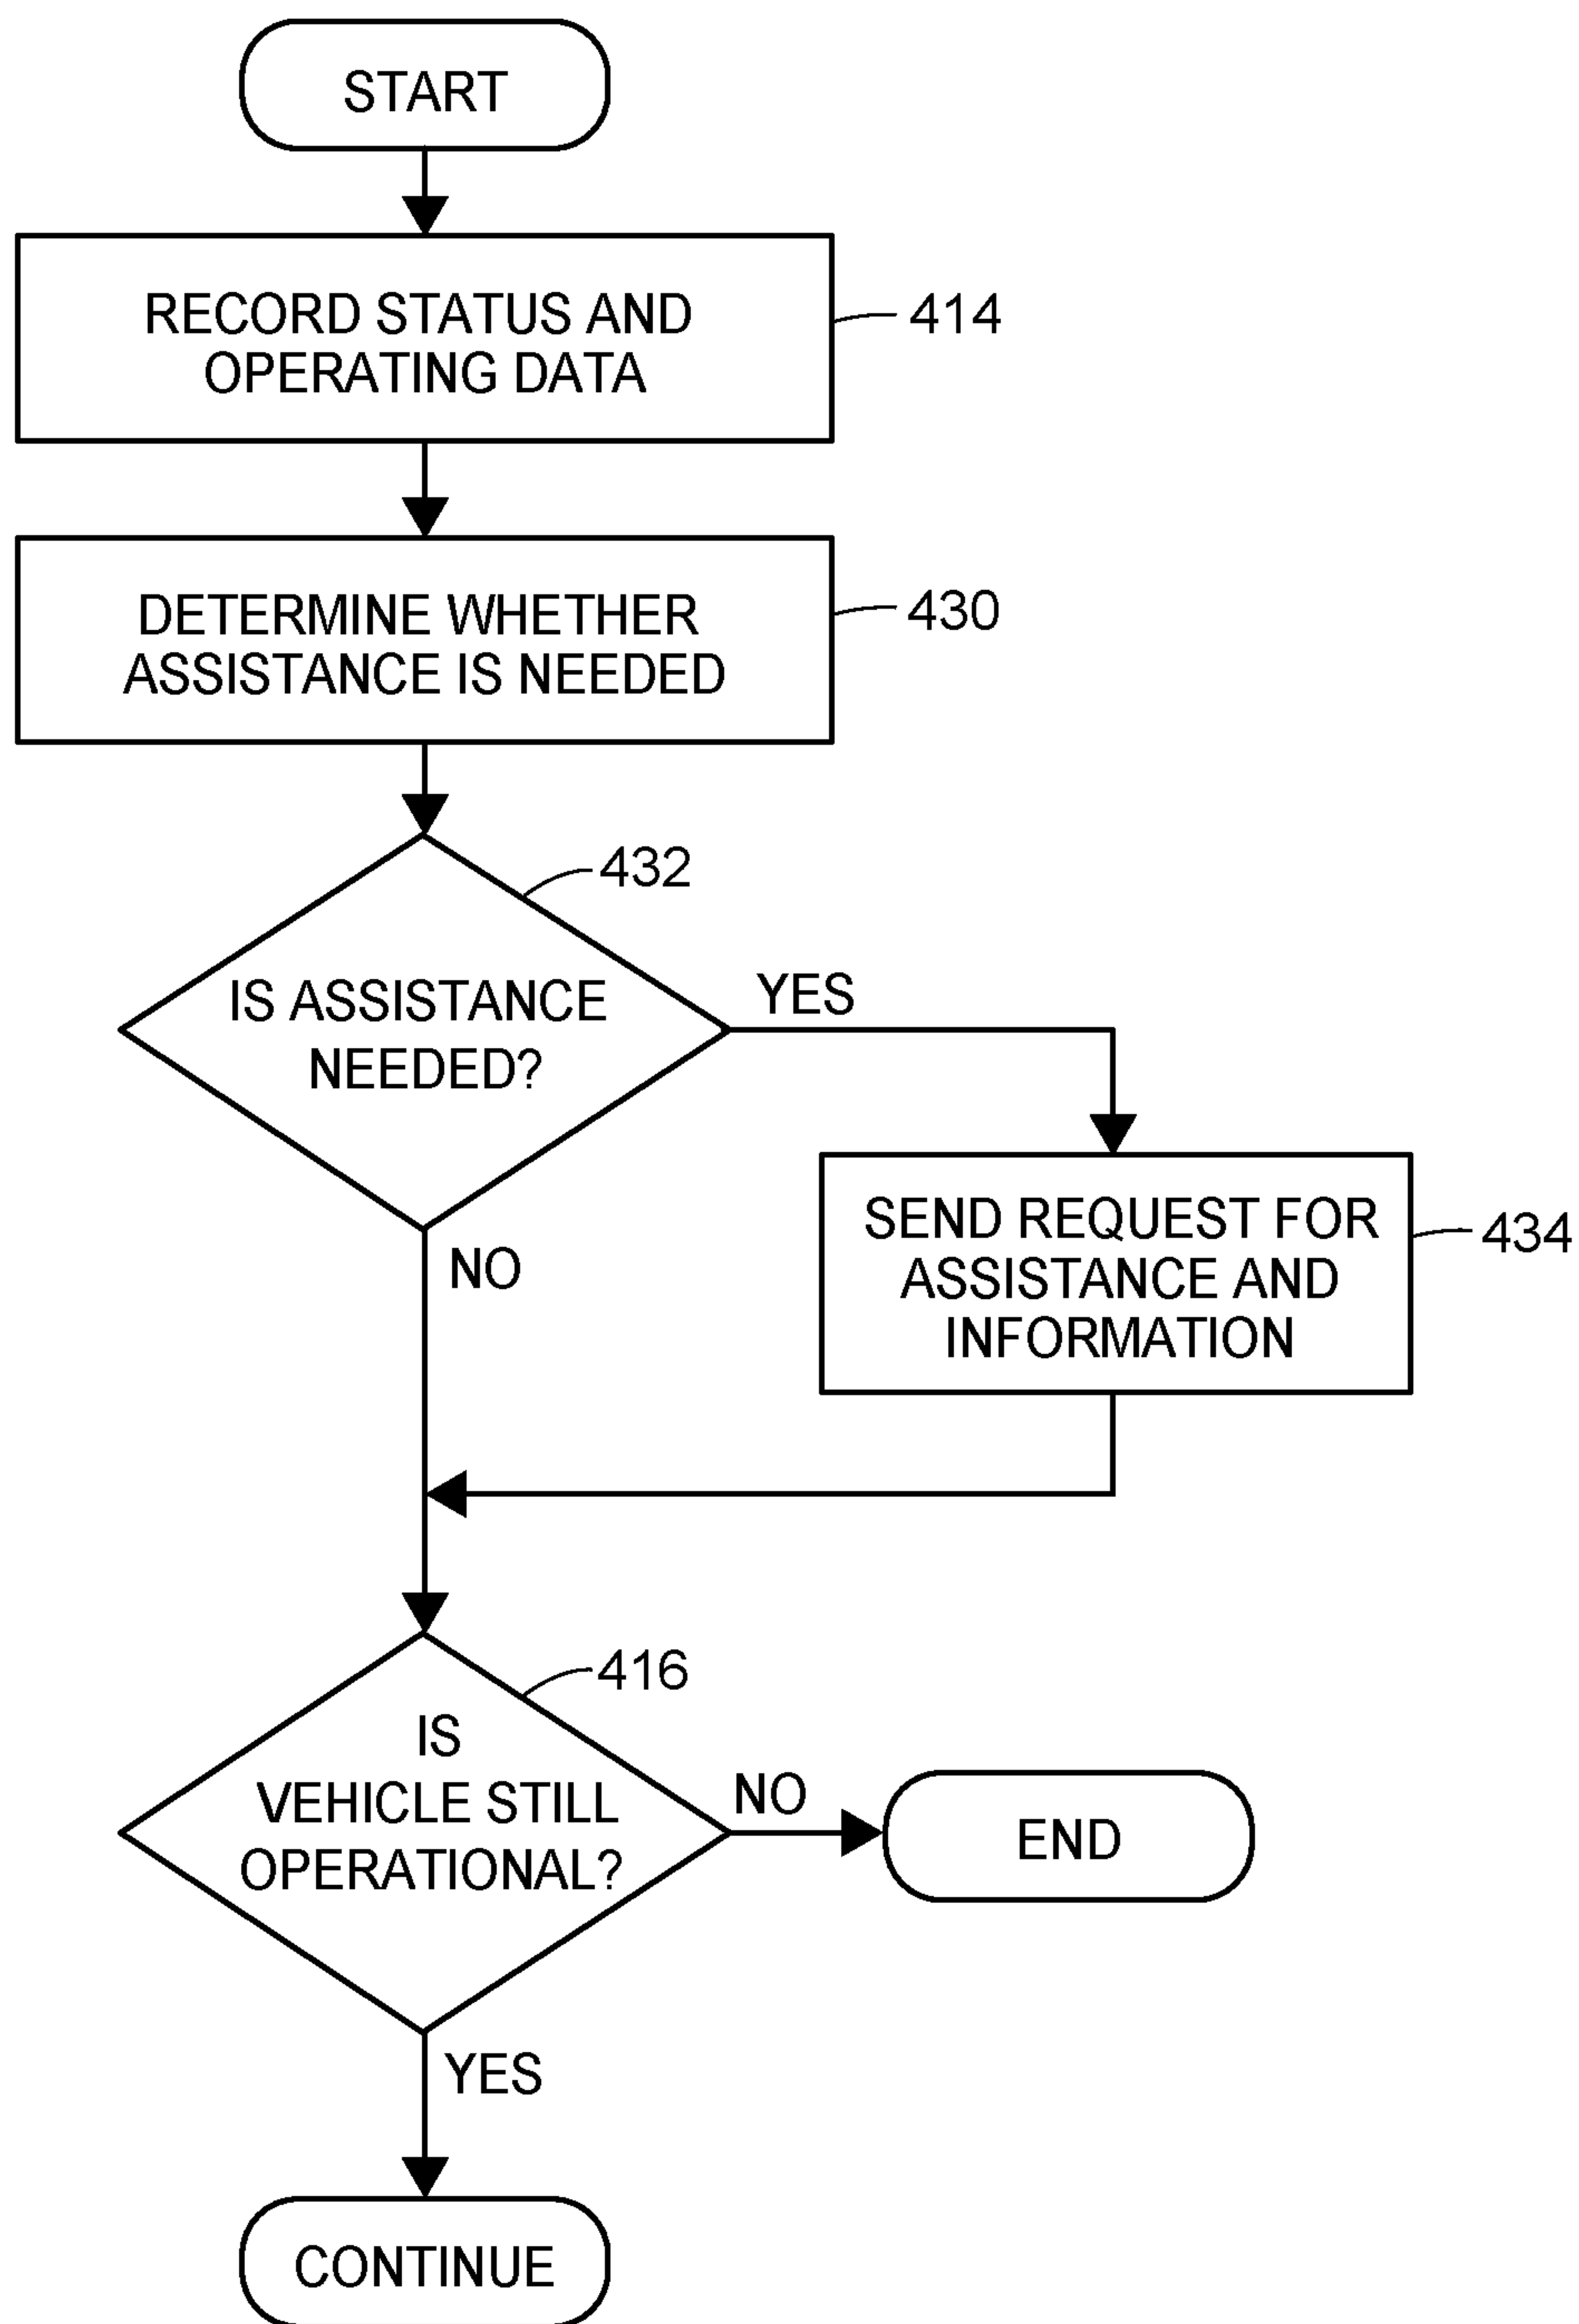 START
RECORD STATUS AND
OPERATING DATA
414
DETERMINE WHETHER
ASSISTANCE IS NEEDED
430
432
IS ASSISTANCE
NEEDED?
YES
NO
SEND REQUEST FOR
ASSISTANCE AND
INFORMATION
434
416
IS
VEHICLE STILL
OPERATIONAL?
NO
END
YES
CONTINUE